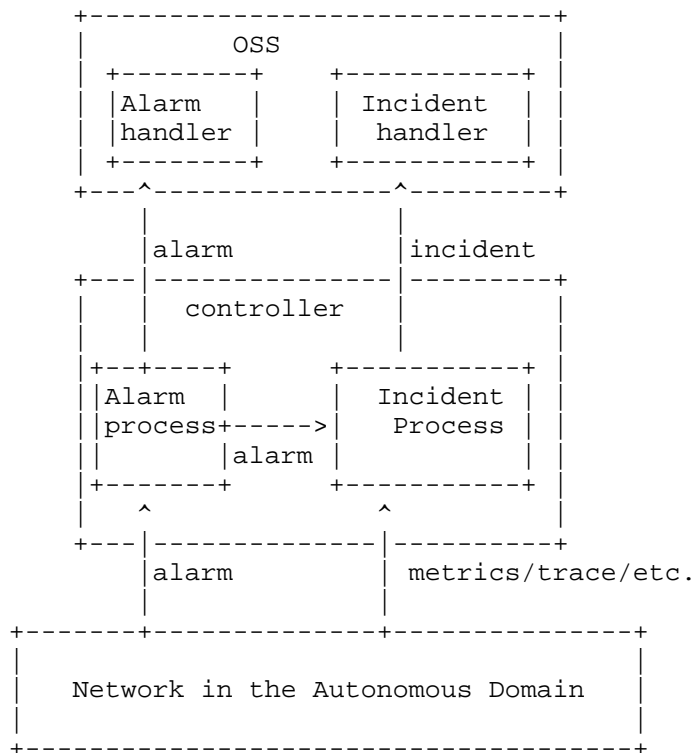 OSS
Alarm Incident
handler handler
alarm incident
controller
Alarm Incident
process Process
alarm
alarm metrics/trace/etc.
Network in the Autonomous Domain